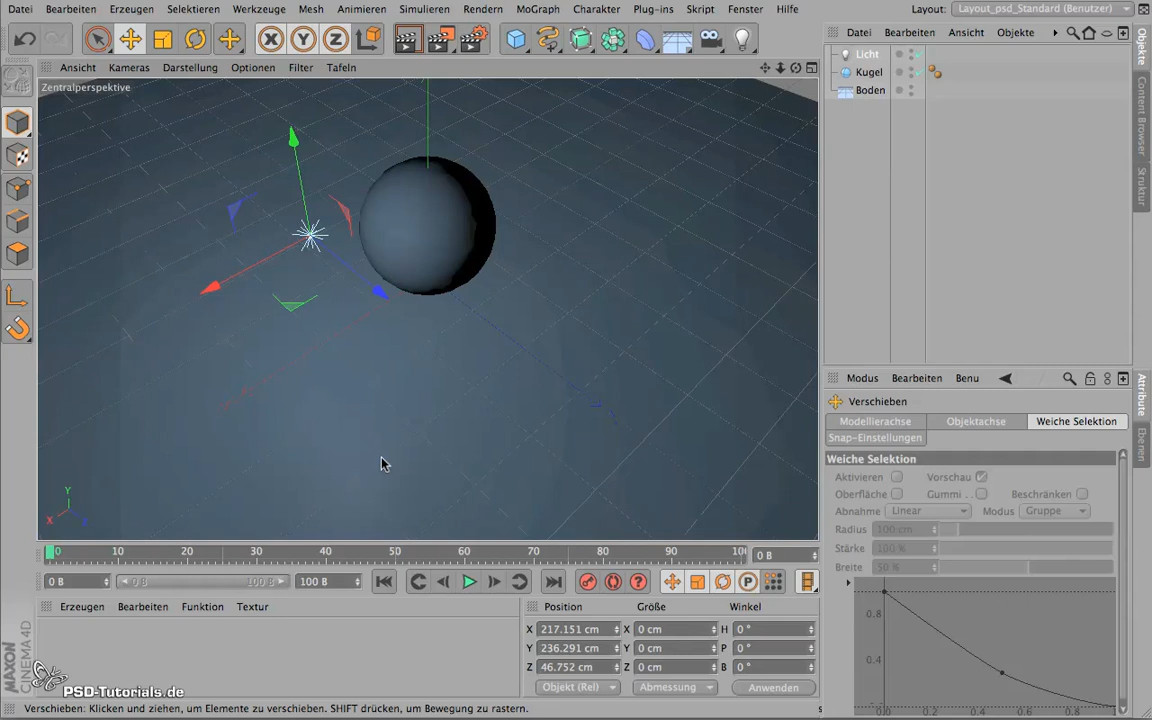 Datei Bearbeiten Erzeugen Selektieren Werkzeuge Mesh Animieren Simulieren Rendern MoGraph Charakter Plug-ins Skript Fenster Hilfe Layout: Layout_psd_Standard (Benutzer)
X Y Z
Ansicht Kameras Darstellung Optionen Filter Tafeln
Zentralperspektive
Y
X Z
0 10 20 30 40 50 60 70 80 90 10 0 B
0 B 0 B 100 B 100 B P
Erzeugen Bearbeiten Funktion Textur
Position Größe Winkel
X 217.151 cm X 0 cm H 0 °
Y 236.291 cm Y 0 cm P 0 °
Z 46.752 cm Z 0 cm B 0 °
Objekt (Rel) Abmessung Anwenden
MAXON
CINEMA 4D
PSD-Tutorials.de
Verschieben: Klicken und ziehen, um Elemente zu verschieben. SHIFT drücken, um Bewegung zu rastern.
Datei Bearbeiten Ansicht Objekte
Licht
Kugel
Boden
Objekte
Content Browser
Struktur
Modus Bearbeiten Benu
Verschieben
Modellierachse Objektachse Weiche Selektion
Snap-Einstellungen
Weiche Selektion
Aktivieren Vorschau
Oberfläche Gummi . . Beschränken
Abnahme Linear Modus Gruppe
Radius 100 cm
Stärke 100 %
Breite 50 %
0.8
0.4
0.0 0.2 0.4 0.6 0.8
Attribute
Ebenen